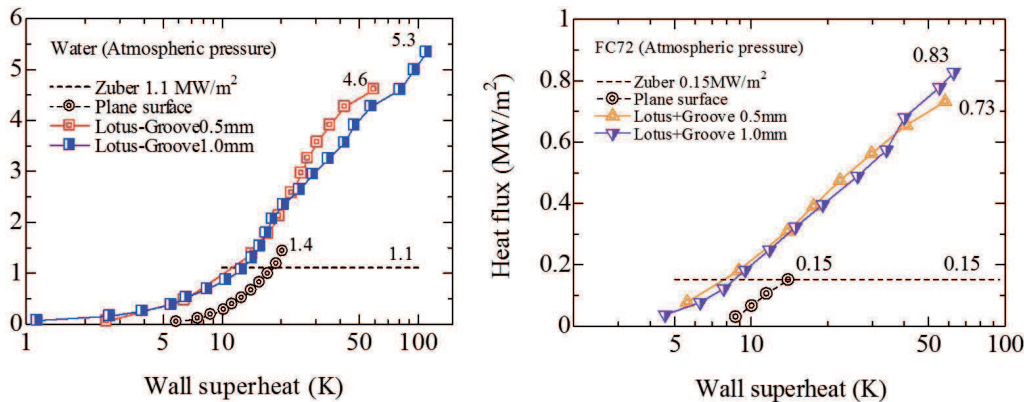 Water (Atmospheric pressure)
Zuber 1.1 MW/m²
Plane surface
Lotus-Groove0.5mm
Lotus-Groove1.0mm
5.3
4.6
1.4
1.1
5
4
3
2
1
0
1
5
10
50
100
Wall superheat (K)
Heat flux (MW/m²)
FC72 (Atmospheric pressure)
Zuber 0.15MW/m²
Plane surface
Lotus+Groove 0.5mm
Lotus+Groove 1.0mm
0.83
0.73
0.15
0.15
1
0.8
0.6
0.4
0.2
0
5
10
50
100
Wall superheat (K)